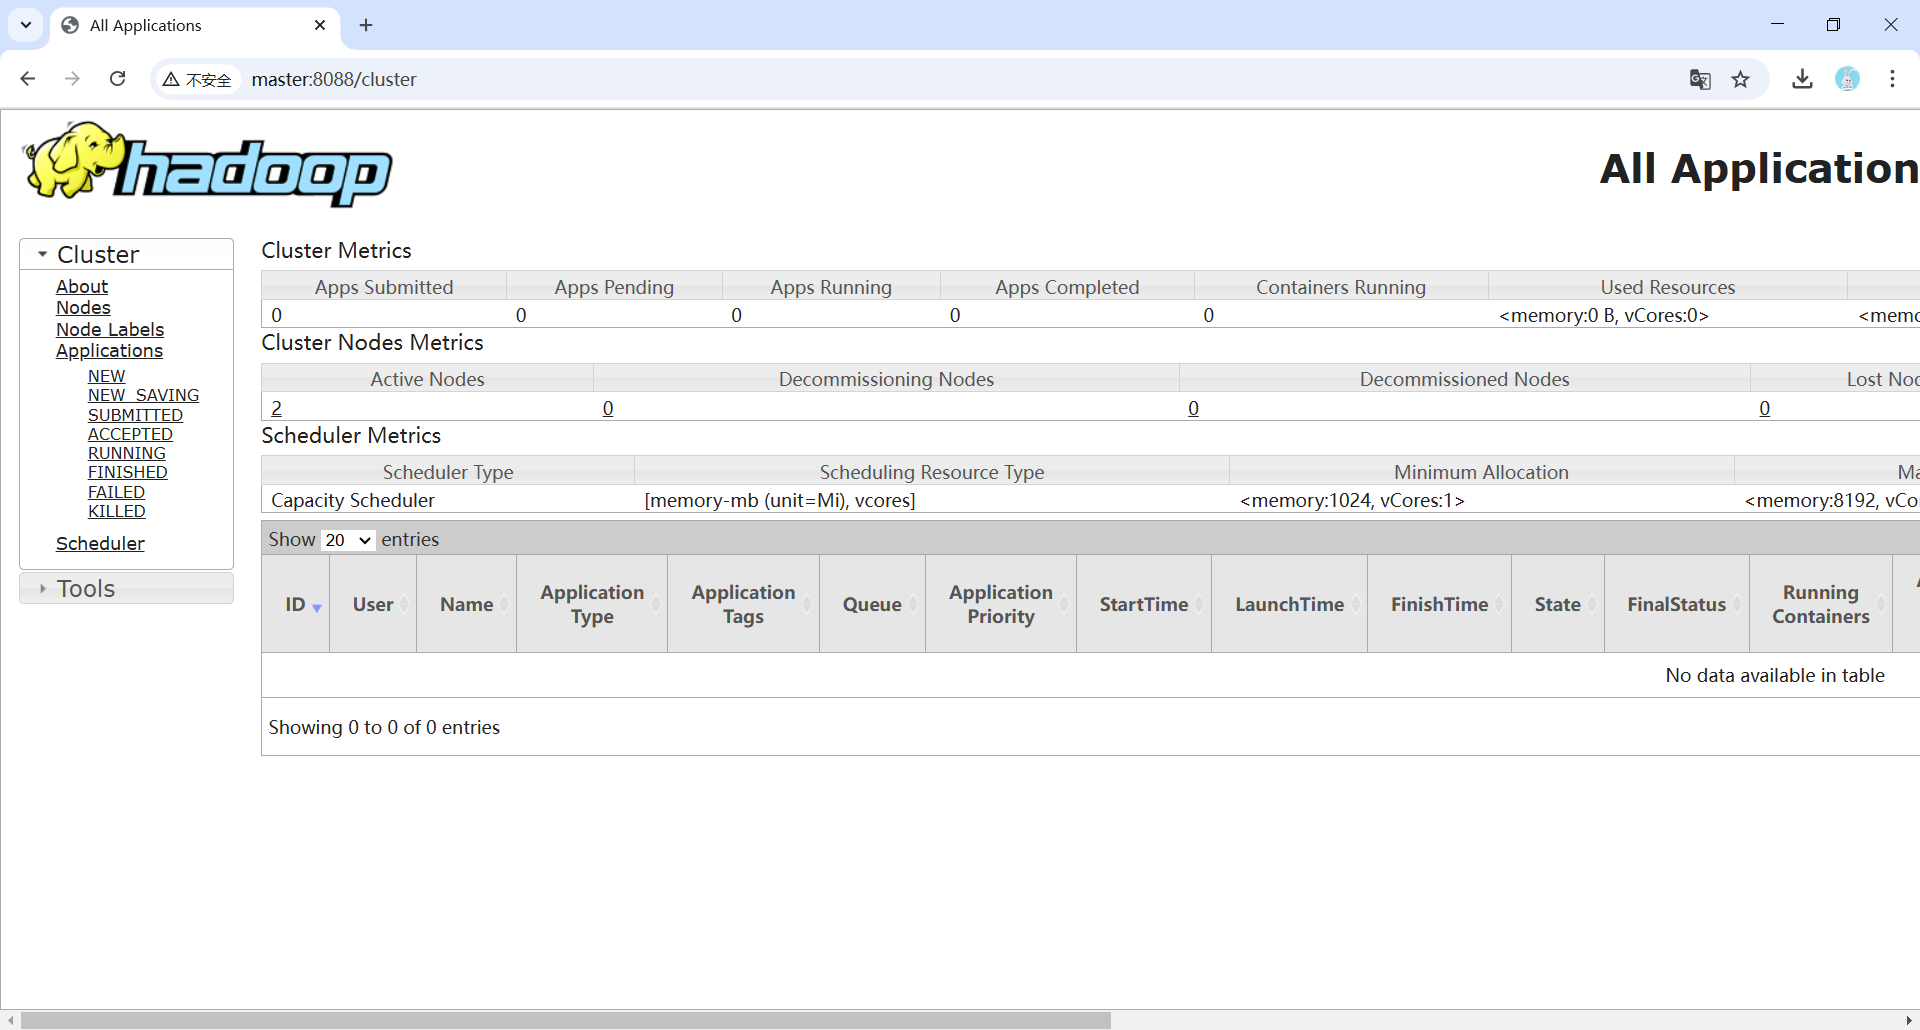 All Applications
不安全
master:8088/cluster
hadoop
All Application
Cluster
About
Nodes
Node Labels
Applications
NEW
NEW_SAVING
SUBMITTED
ACCEPTED
RUNNING
FINISHED
FAILED
KILLED
Scheduler
Tools
Cluster Metrics
Apps Submitted Apps Pending Apps Running Apps Completed Containers Running Used Resources
0 0 0 0 0 <memory:0 B, vCores:0> <memo
Cluster Nodes Metrics
Active Nodes Decommissioning Nodes Decommissioned Nodes Lost Nod
2 0 0 0
Scheduler Metrics
Scheduler Type Scheduling Resource Type Minimum Allocation Ma
Capacity Scheduler [memory-mb (unit=Mi), vcores] <memory:1024, vCores:1> <memory:8192, vCo
Show 20 entries
ID User Name Application Type Application Tags Queue Application Priority StartTime LaunchTime FinishTime State FinalStatus Running Containers
No data available in table
Showing 0 to 0 of 0 entries